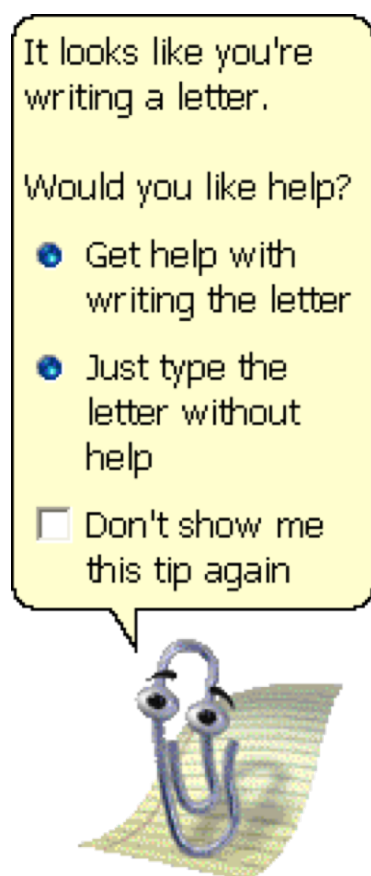 It looks like you're
writing a letter.
Would you like help?
Get help with
writing the letter
Just type the
letter without
help
Don't show me
this tip again